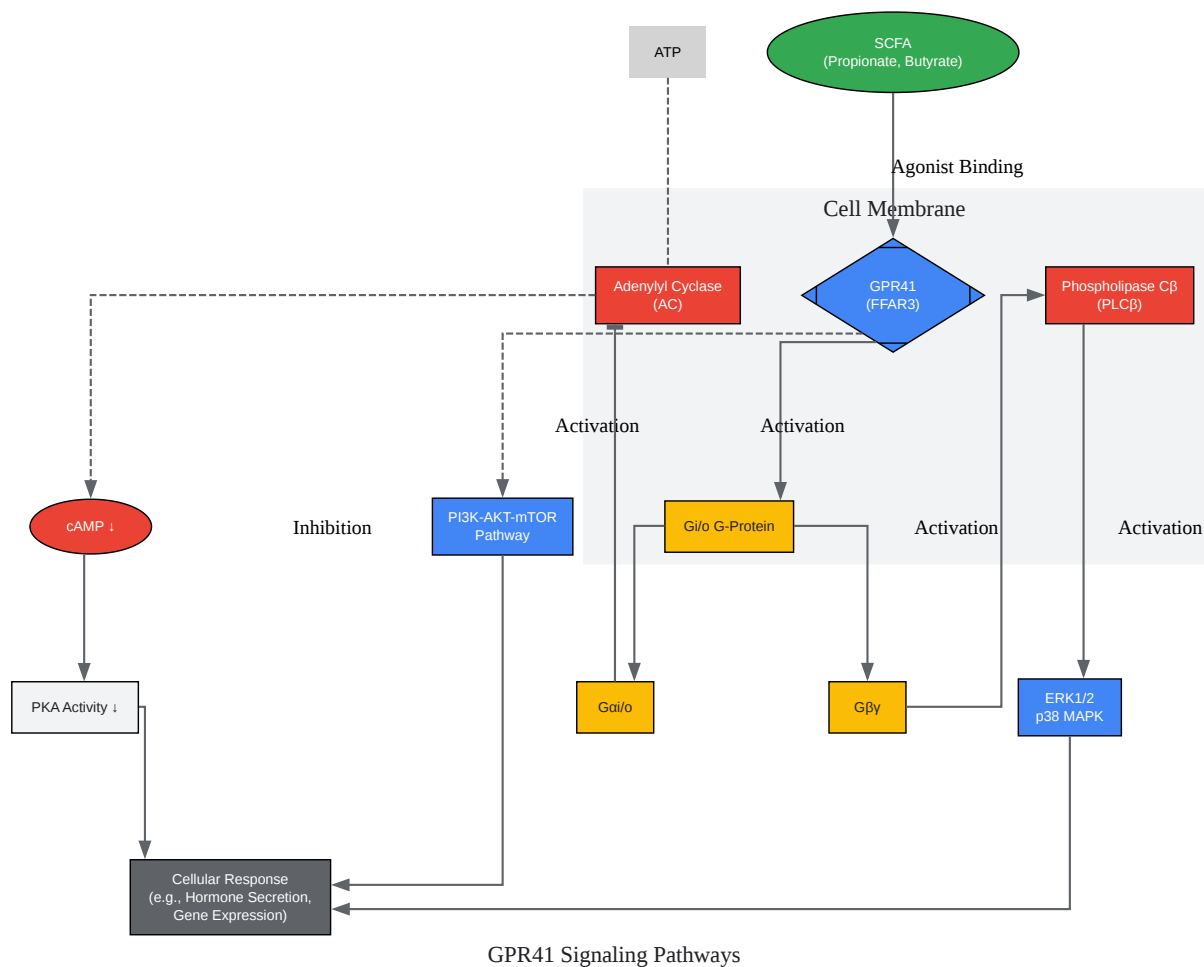 ATP
SCFA
(Propionate, Butyrate)
Agonist Binding
Cell Membrane
Adenylyl Cyclase
(AC)
GPR41
(FFAR3)
Phospholipase Cβ
(PLCβ)
Activation
Activation
cAMP ↓
Inhibition
PI3K-AKT-mTOR
Pathway
Gi/o G-Protein
Activation
Activation
PKA Activity ↓
Gαi/o
Gβγ
ERK1/2
p38 MAPK
Cellular Response
(e.g., Hormone Secretion,
Gene Expression)
GPR41 Signaling Pathways